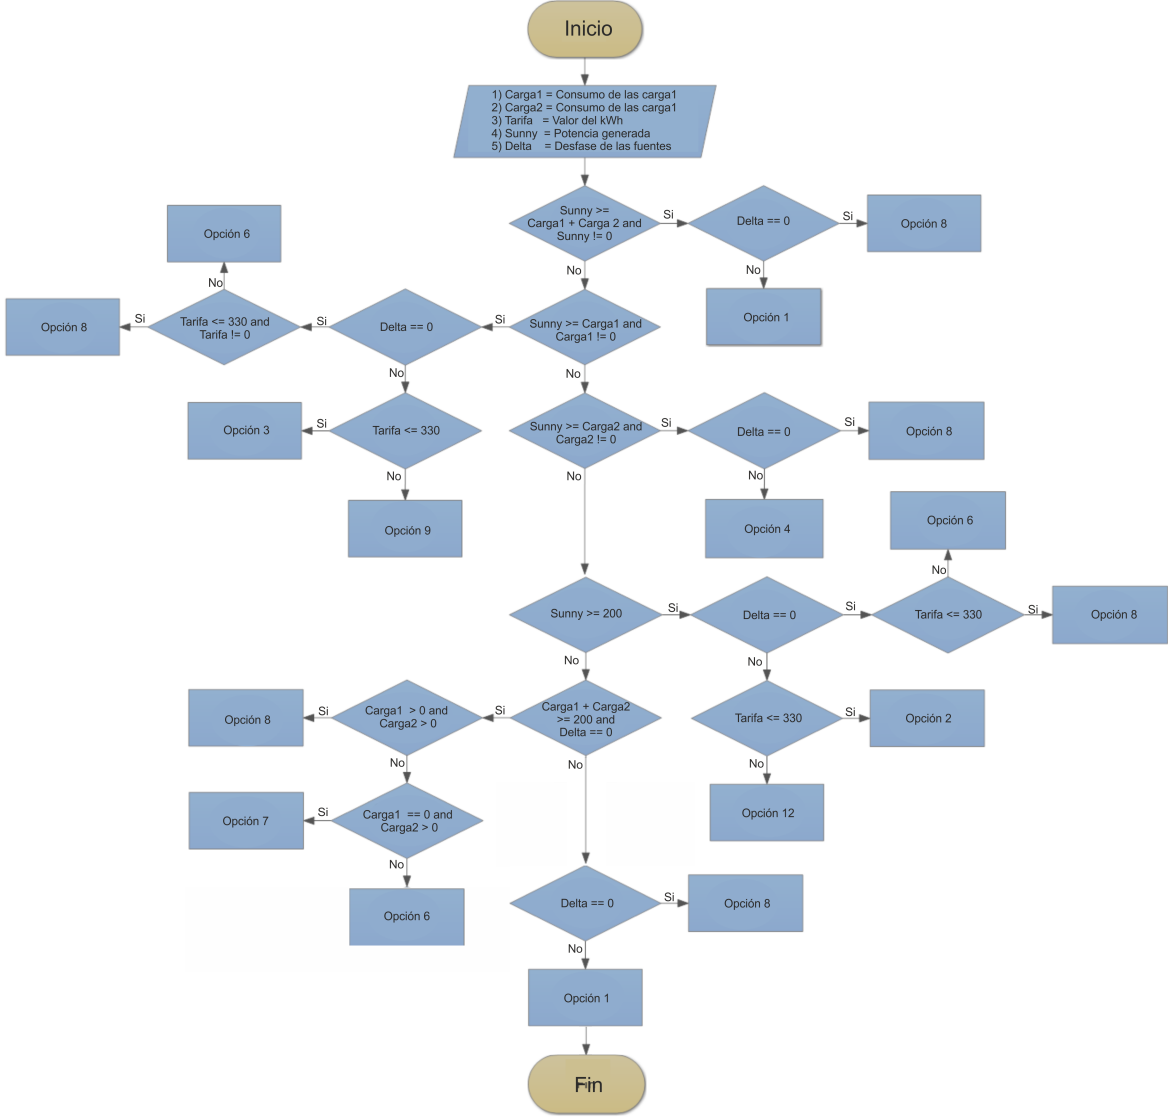 Inicio
1) Carga1 = Consumo de las carga1
2) Carga2 = Consumo de las carga1
3) Tarifa = Valor del kWh
4) Sunny = Potencia generada
5) Delta = Desfase de las fuentes
Sunny >=
Carga1 + Carga 2 and
Sunny != 0
Si
Delta == 0
Si
Opción 8
No
Opción 1
No
Sunny >= Carga1 and
Carga1 != 0
Si
Delta == 0
Si
Tarifa <= 330 and
Tarifa != 0
No
Opción 6
Si
Opción 8
No
Tarifa <= 330
Si
Opción 3
No
Opción 9
No
Sunny >= Carga2 and
Carga2 != 0
Si
Delta == 0
Si
Opción 8
No
Opción 4
No
Sunny >= 200
Si
Delta == 0
Si
Tarifa <= 330
No
Opción 6
Si
Opción 8
No
Tarifa <= 330
Si
Opción 2
No
Opción 12
No
Carga1 + Carga2
>= 200 and
Delta == 0
Si
Carga1 > 0 and
Carga2 > 0
Si
Opción 8
No
Carga1 == 0 and
Carga2 > 0
Si
Opción 7
No
Opción 6
No
Delta == 0
Si
Opción 8
No
Opción 1
Fin